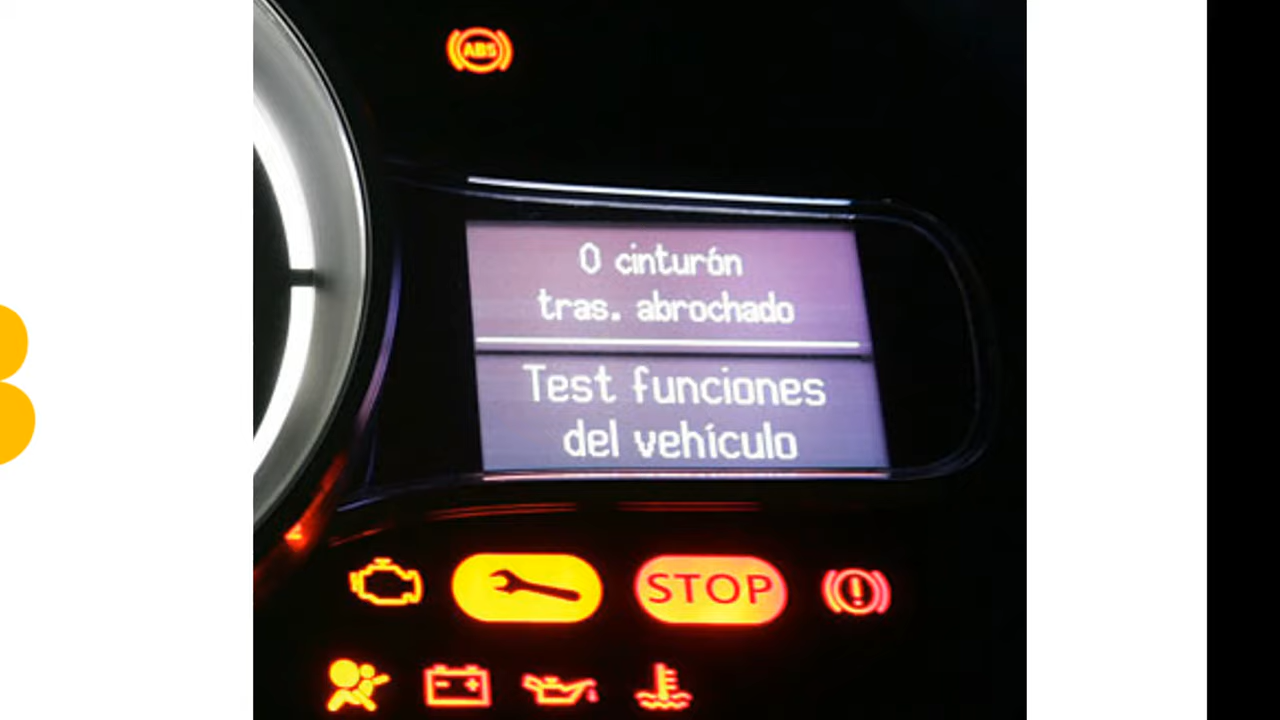 ABS
0 cinturón
tras. abrochado
Test funciones
del vehículo
STOP